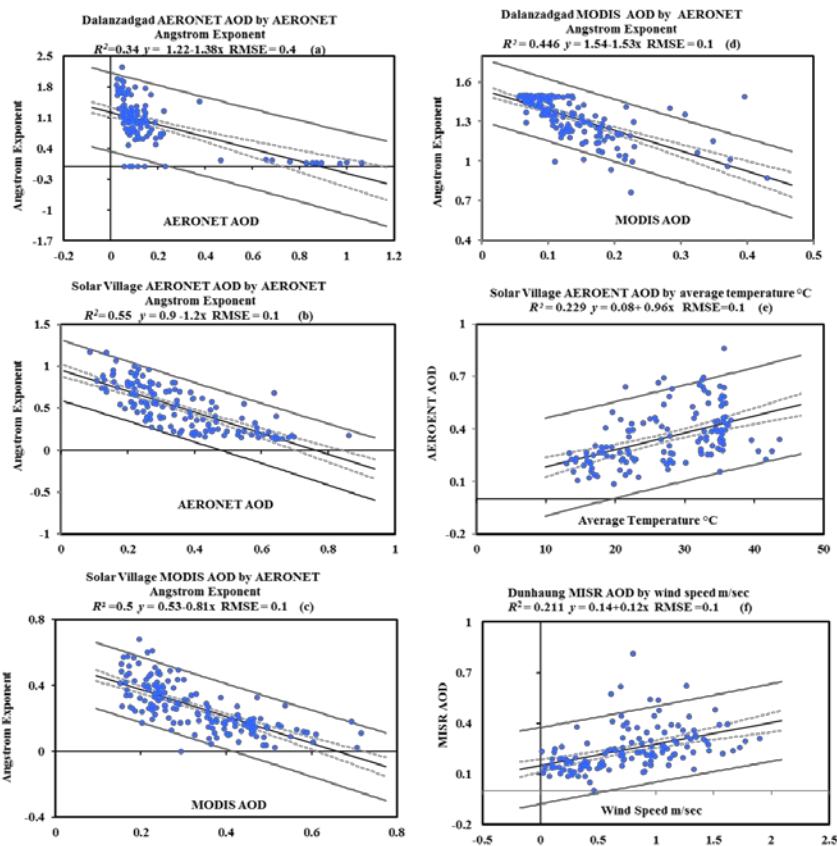 Dalanzadgad AERONET AOD by AERONET
Angstrom Exponent
R²=0.34 y = 1.22-1.38x RMSE = 0.4 (a)
2.5
1.8
1.1
0.4
-0.3
-1
-1.7
Angstrom Exponent
AERONET AOD
-0.2
0
0.2
0.4
0.6
0.8
1
1.2
Dalanzadgad MODIS AOD by AERONET
Angstrom Exponent
R² = 0.446 y = 1.54-1.53x RMSE = 0.1 (d)
1.6
1.3
1
0.7
0.4
Angstrom Exponent
MODIS AOD
0
0.1
0.2
0.3
0.4
0.5
Solar Village AERONET AOD by AERONET
Angstrom Exponent
R²= 0.55 y = 0.9 -1.2x RMSE = 0.1 (b)
1.5
1
0.5
0
-0.5
-1
Angstrom Exponent
AERONET AOD
0
0.2
0.4
0.6
0.8
1
Solar Village AEROENT AOD by average temperature °C
R² = 0.229 y = 0.08+ 0.96x RMSE=0.1 (e)
1
0.7
0.4
0.1
-0.2
AEROENT AOD
Average Temperature °C
0
10
20
30
40
50
Solar Village MODIS AOD by AERONET
Angstrom Exponent
R² =0.5 y = 0.53-0.81x RMSE = 0.1 (c)
0.8
0.4
0
-0.4
Angstrom Exponent
MODIS AOD
0
0.2
0.4
0.6
0.8
Dunhaung MISR AOD by wind speed m/sec
R² =0.211 y = 0.14+0.12x RMSE=0.1 (f)
1
0.7
0.4
0.1
-0.2
MISR AOD
Wind Speed m/sec
-0.5
0
0.5
1
1.5
2
2.5